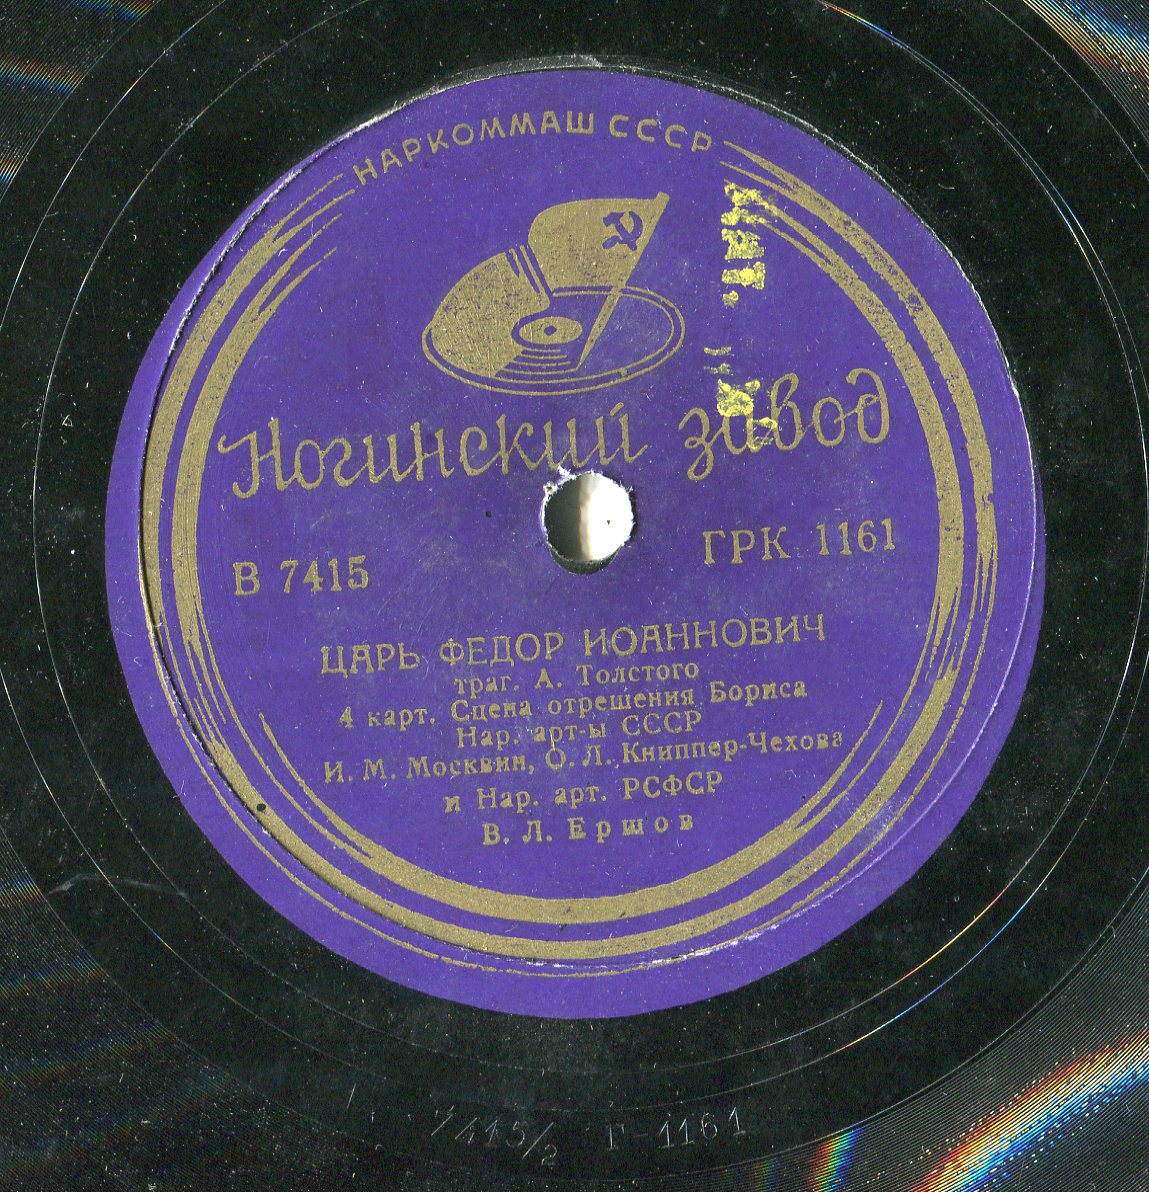 НАРКОММАШ СССР
Ногинский завод
В 7415
ГРК 1161
ЦАРЬ ФЕДОР ИОАННОВИЧ
траг. А. Толстого
4 карт. Сцена отрешения Бориса
Нар. арт-ы СССР
И. М. Москвин, О. Л. Книппер-Чехова
и Нар. арт. РСФСР
В. Л. Ершов
7415/2 Г-1161